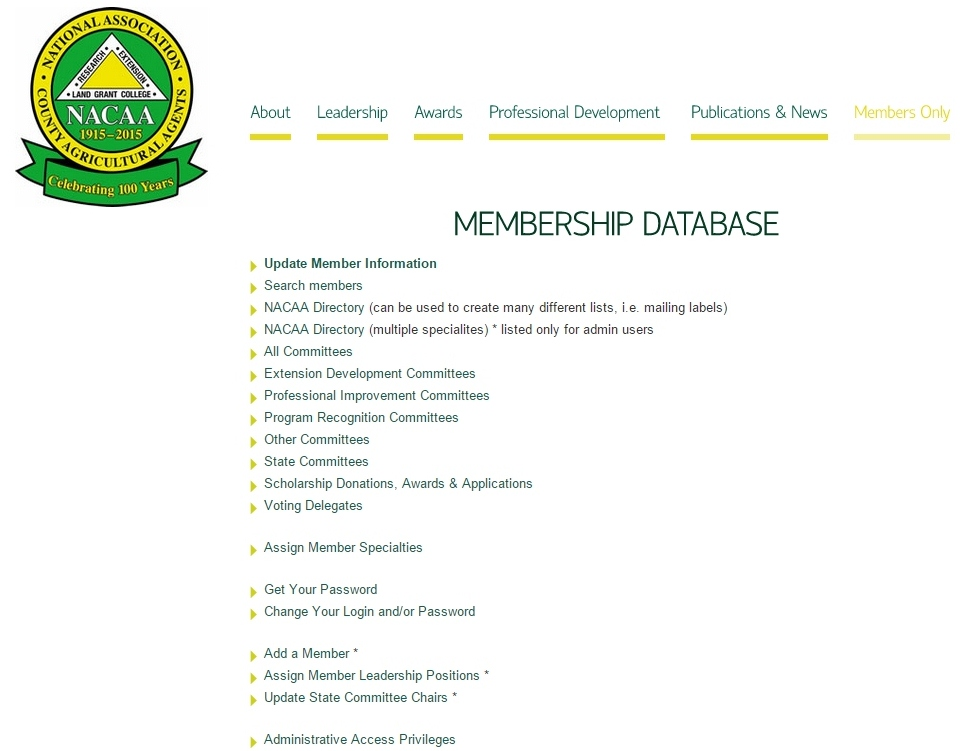 NATIONAL ASSOCIATION
RESEARCH
EXTENSION
LAND GRANT COLLEGE
NACAA
1915-2015
COUNTY AGRICULTURAL AGENTS
Celebrating 100 Years
About Leadership Awards Professional Development Publications & News Members Only
MEMBERSHIP DATABASE
Update Member Information
Search members
NACAA Directory (can be used to create many different lists, i.e. mailing labels)
NACAA Directory (multiple specialites) * listed only for admin users
All Committees
Extension Development Committees
Professional Improvement Committees
Program Recognition Committees
Other Committees
State Committees
Scholarship Donations, Awards & Applications
Voting Delegates
Assign Member Specialties
Get Your Password
Change Your Login and/or Password
Add a Member *
Assign Member Leadership Positions *
Update State Committee Chairs *
Administrative Access Privileges